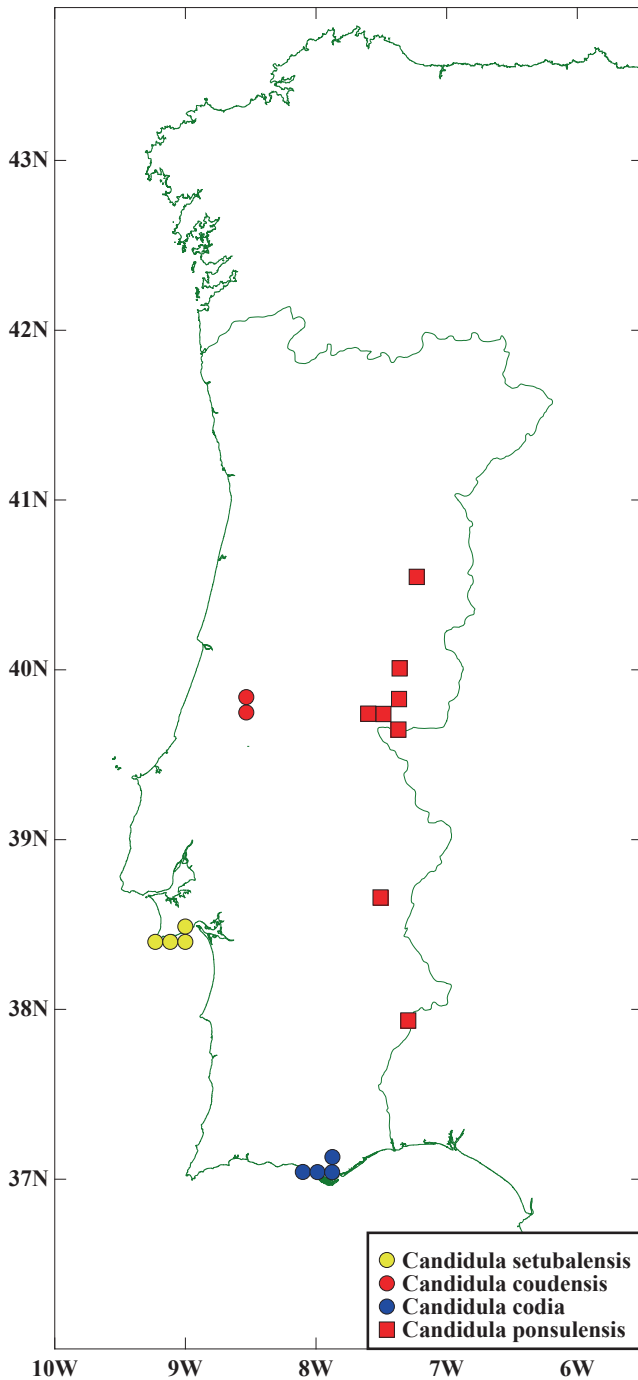 43N
42N
41N
40N
39N
38N
37N
Candidula setubalensis
Candidula coudensis
Candidula codia
Candidula ponsulensis
10W 9W 8W 7W 6W